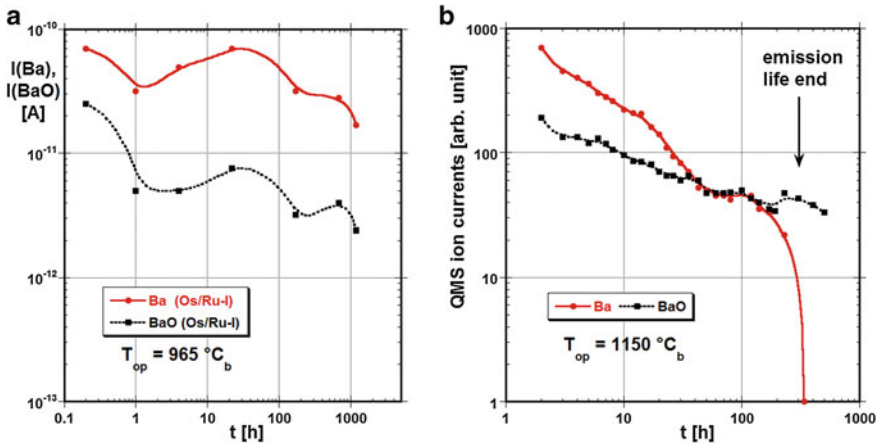 a
10⁻¹⁰
I(Ba),
I(BaO)
[A]
10⁻¹¹
10⁻¹²
10⁻¹³
Ba (Os/Ru-I)
BaO (Os/Ru-I)
T_op = 965 °C_b
0.1 1 10 100 1000
t [h]
b
1000
100
10
1
QMS ion currents [arb. unit]
emission
life end
Ba BaO
T_op = 1150 °C_b
1 10 100 1000
t [h]